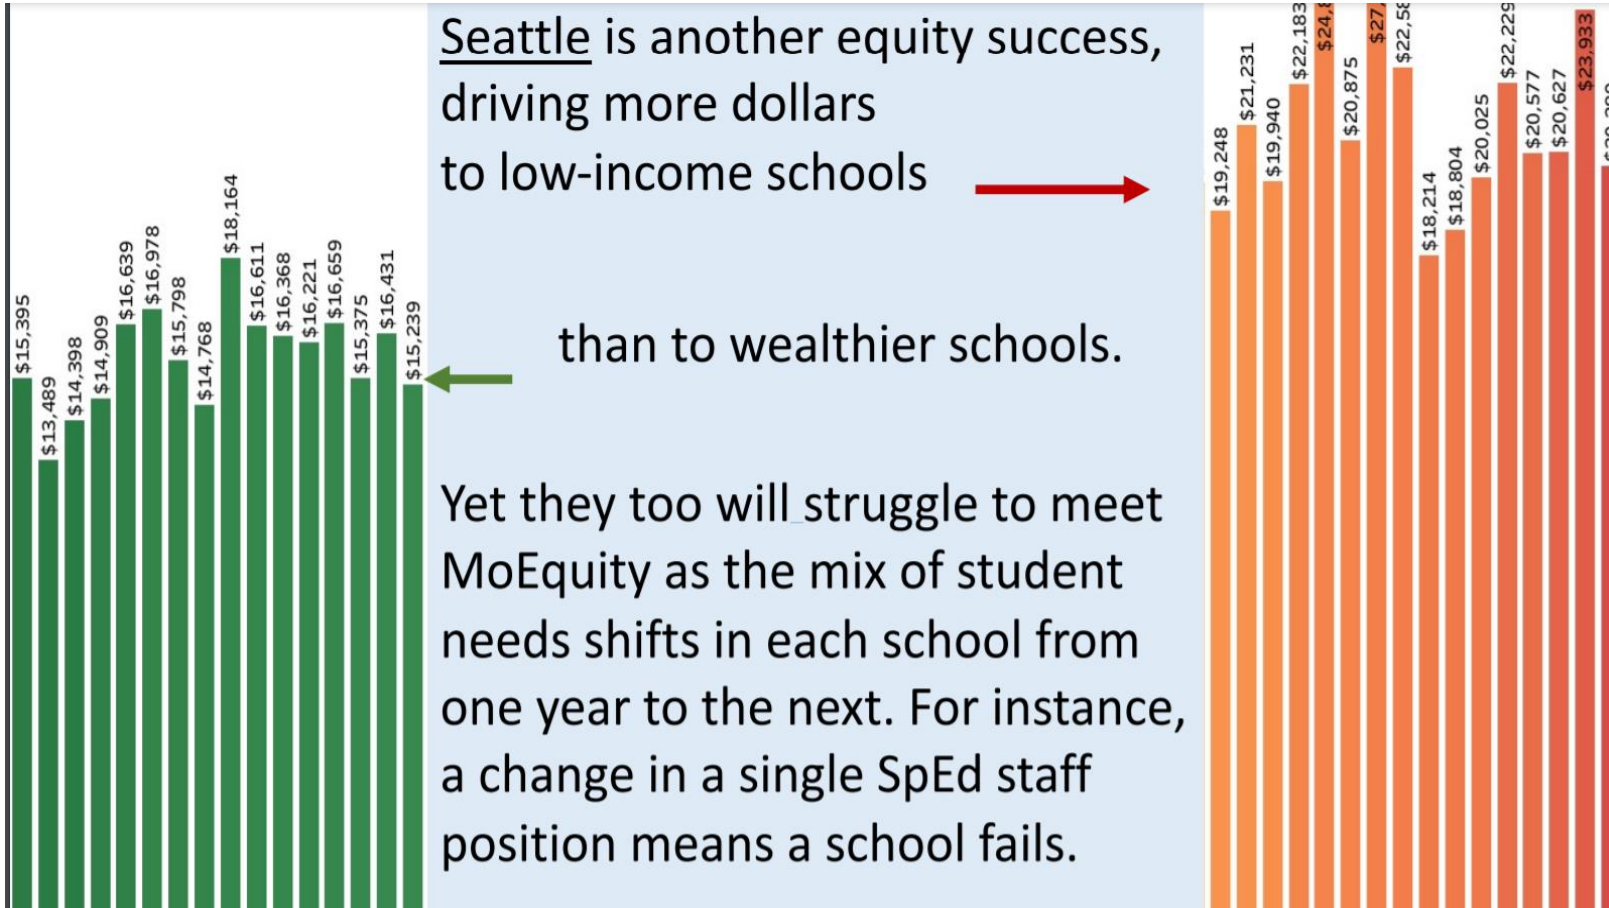 $15,395
$13,489
$14,398
$14,909
$16,639
$16,978
$15,798
$14,768
$18,164
$16,611
$16,368
$16,221
$16,659
$15,375
$16,431
$15,239
Seattle is another equity success,
driving more dollars
to low-income schools
than to wealthier schools.
Yet they too will struggle to meet
MoEquity as the mix of student
needs shifts in each school from
one year to the next. For instance,
a change in a single SpEd staff
position means a school fails.
$19,248
$21,231
$19,940
$22,183
$20,875
$18,214
$18,804
$20,025
$22,229
$20,577
$20,627
$23,933